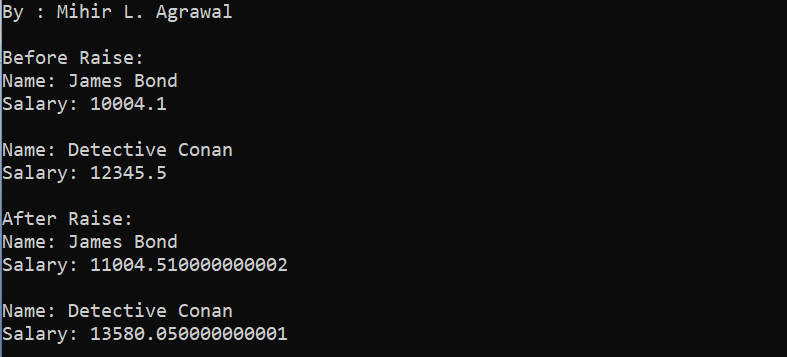 By : Mihir L. Agrawal
Before Raise:
Name: James Bond
Salary: 10004.1
Name: Detective Conan
Salary: 12345.5
After Raise:
Name: James Bond
Salary: 11004.510000000002
Name: Detective Conan
Salary: 13580.050000000001